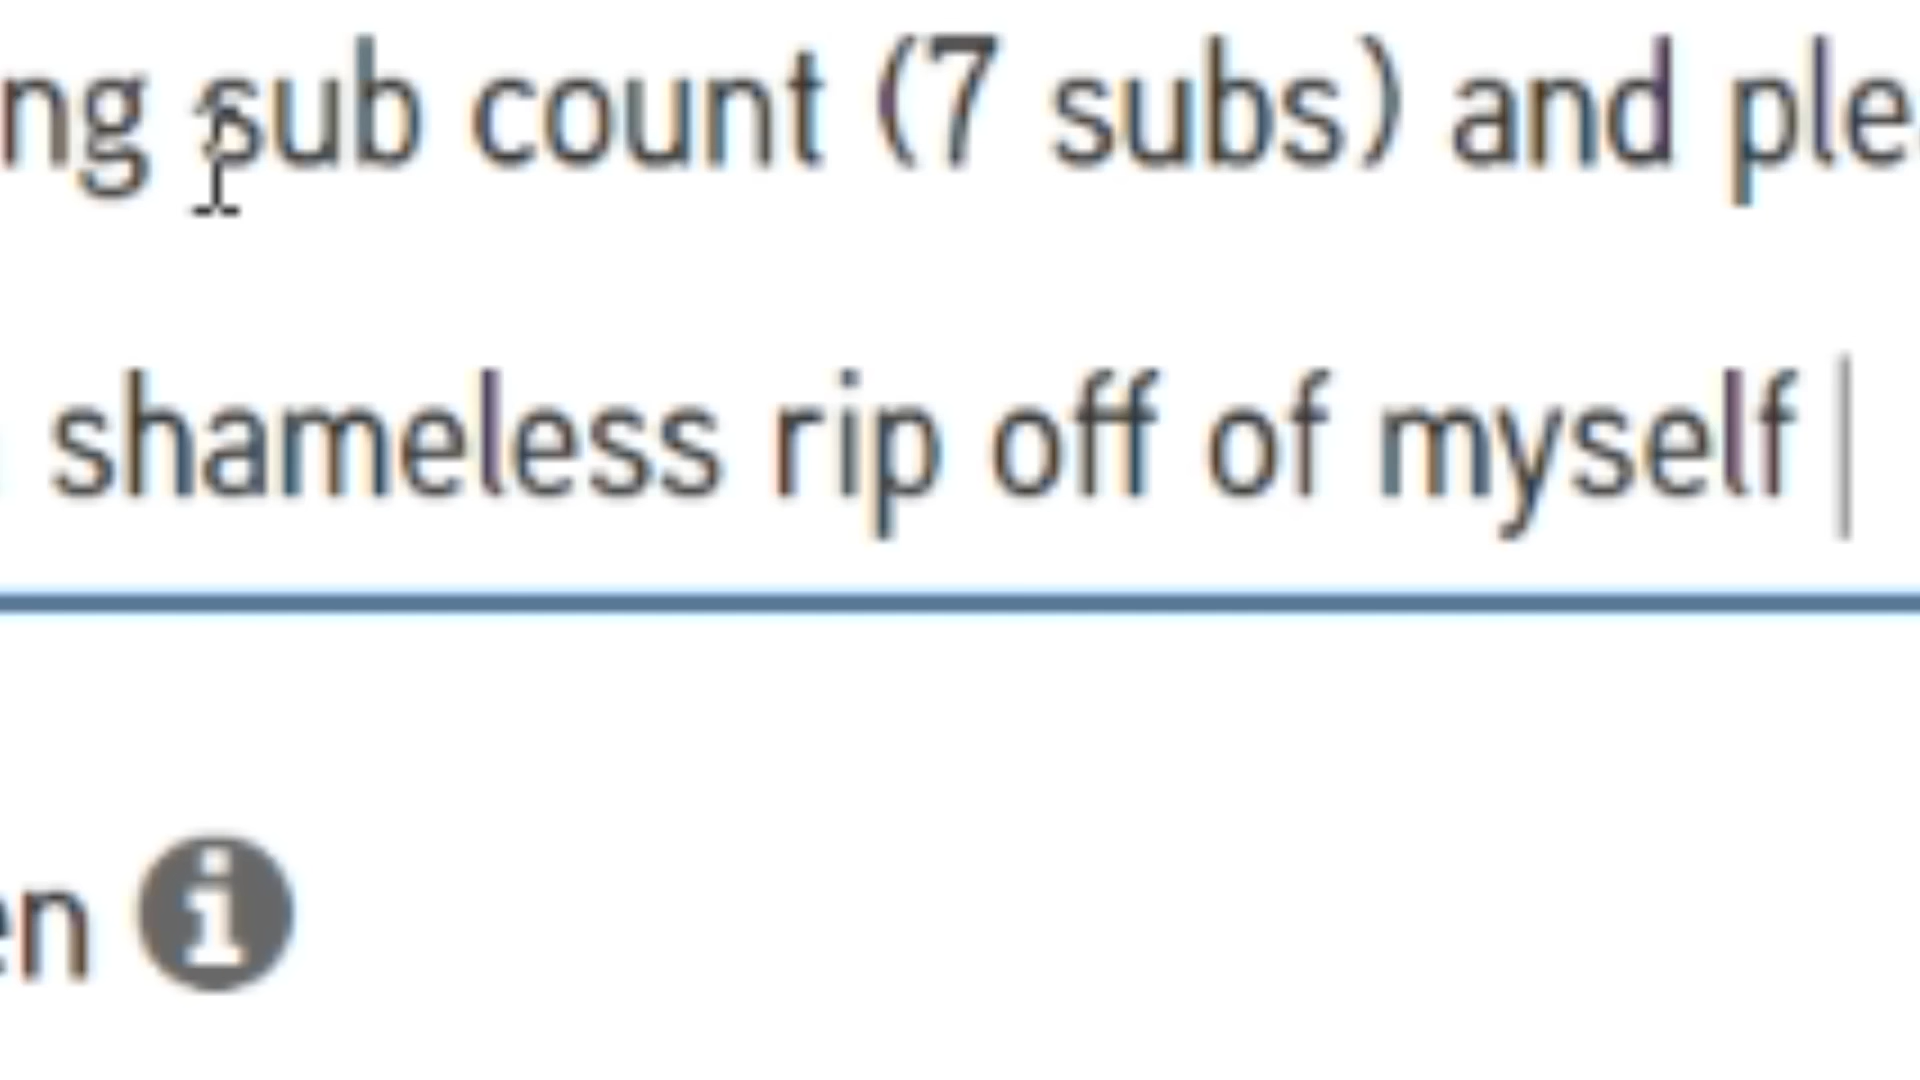 ng sub count (7 subs) and ple
shameless rip off of myself
en